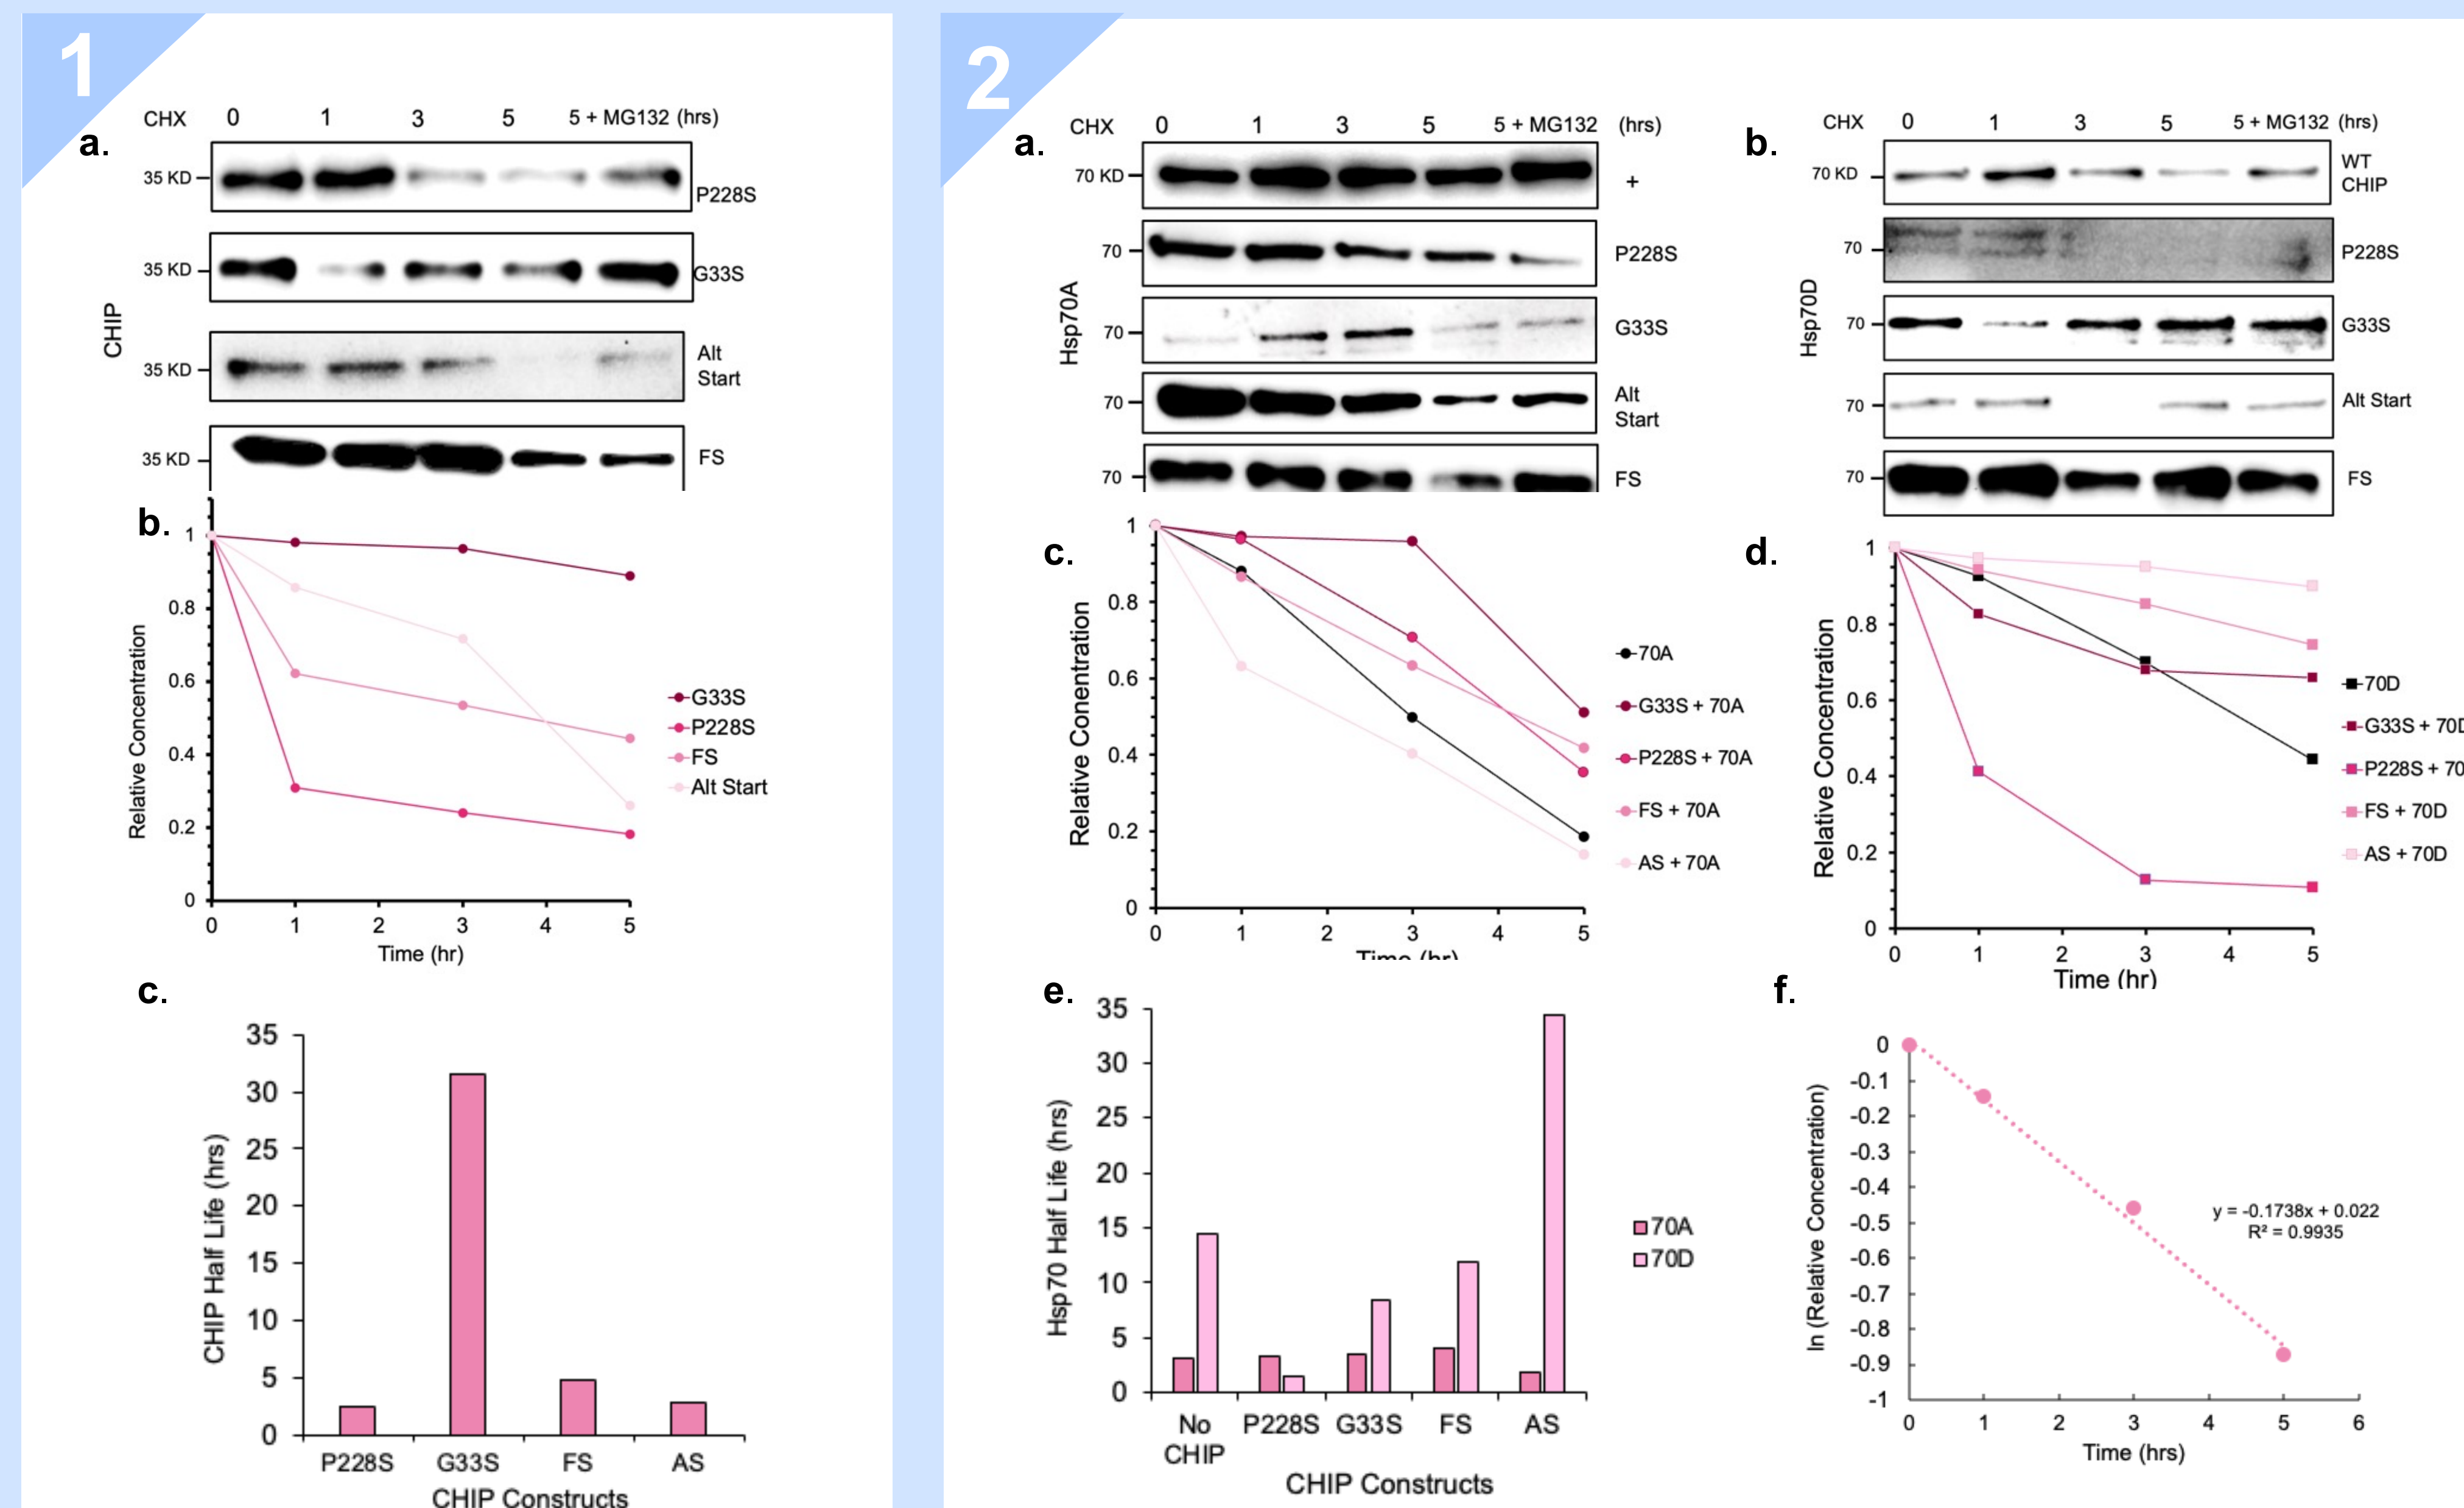 1
a.
CHX 0 1 3 5 5 + MG132 (hrs)
CHIP
35 KD P228S
35 KD G33S
35 KD Alt
Start
35 KD FS
b.
Relative Concentration
1
0.8
0.6
0.4
0.2
0
0 1 2 3 4 5
Time (hr)
G33S
P228S
FS
Alt Start
c.
CHIP Half Life (hrs)
35
30
25
20
15
10
5
0
P228S G33S FS AS
CHIP Constructs
2
a.
CHX 0 1 3 5 5 + MG132 (hrs)
Hsp70A
70 KD +
70 P228S
70 G33S
70 Alt
Start
70 FS
b.
CHX 0 1 3 5 5 + MG132 (hrs)
Hsp70D
70 KD WT
CHIP
70 P228S
70 G33S
70 Alt Start
70 FS
c.
Relative Conentration
1
0.8
0.6
0.4
0.2
0
0 1 2 3 4 5
Time (hr)
70A
G33S + 70A
P228S + 70A
FS + 70A
AS + 70A
d.
Relative Concentration
1
0.8
0.6
0.4
0.2
0
0 1 2 3 4 5
Time (hr)
70D
G33S + 70D
P228S + 70
FS + 70D
AS + 70D
e.
Hsp70 Half Life (hrs)
35
30
25
20
15
10
5
0
No
CHIP
P228S G33S FS AS
CHIP Constructs
70A
70D
f.
ln (Relative Concentration)
0
-0.1
-0.2
-0.3
-0.4
-0.5
-0.6
-0.7
-0.8
-0.9
-1
y = -0.1738x + 0.022
R² = 0.9935
0 1 2 3 4 5 6
Time (hrs)